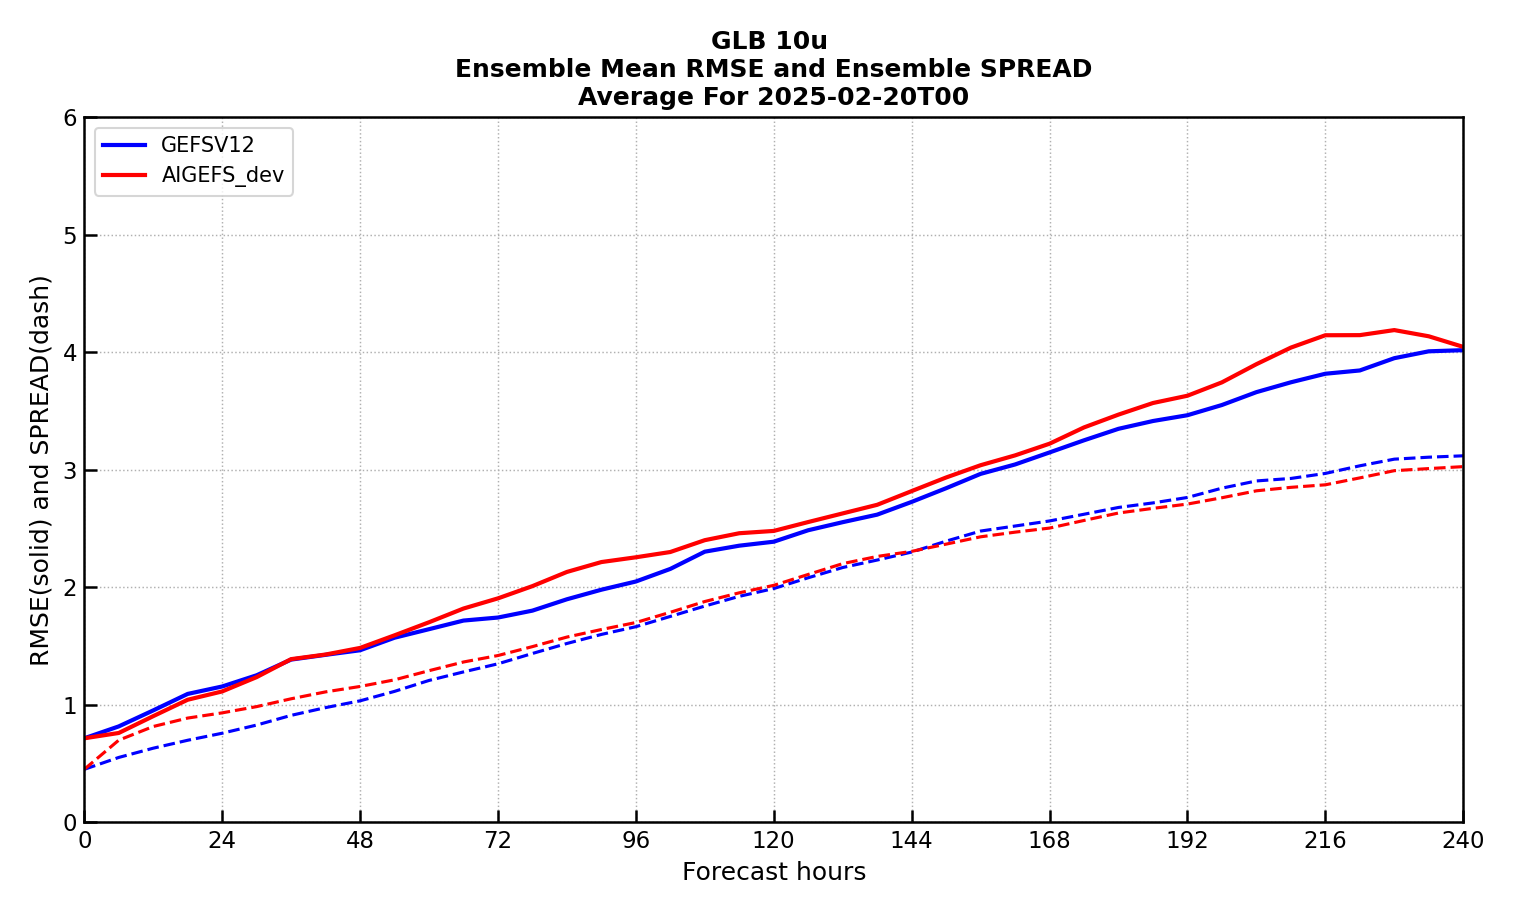 GLB 10u
Ensemble Mean RMSE and Ensemble SPREAD
Average For 2025-02-20T00
GEFSV12
AIGEFS_dev
RMSE(solid) and SPREAD(dash)
6
5
4
3
2
1
0
0 24 48 72 96 120 144 168 192 216 240
Forecast hours